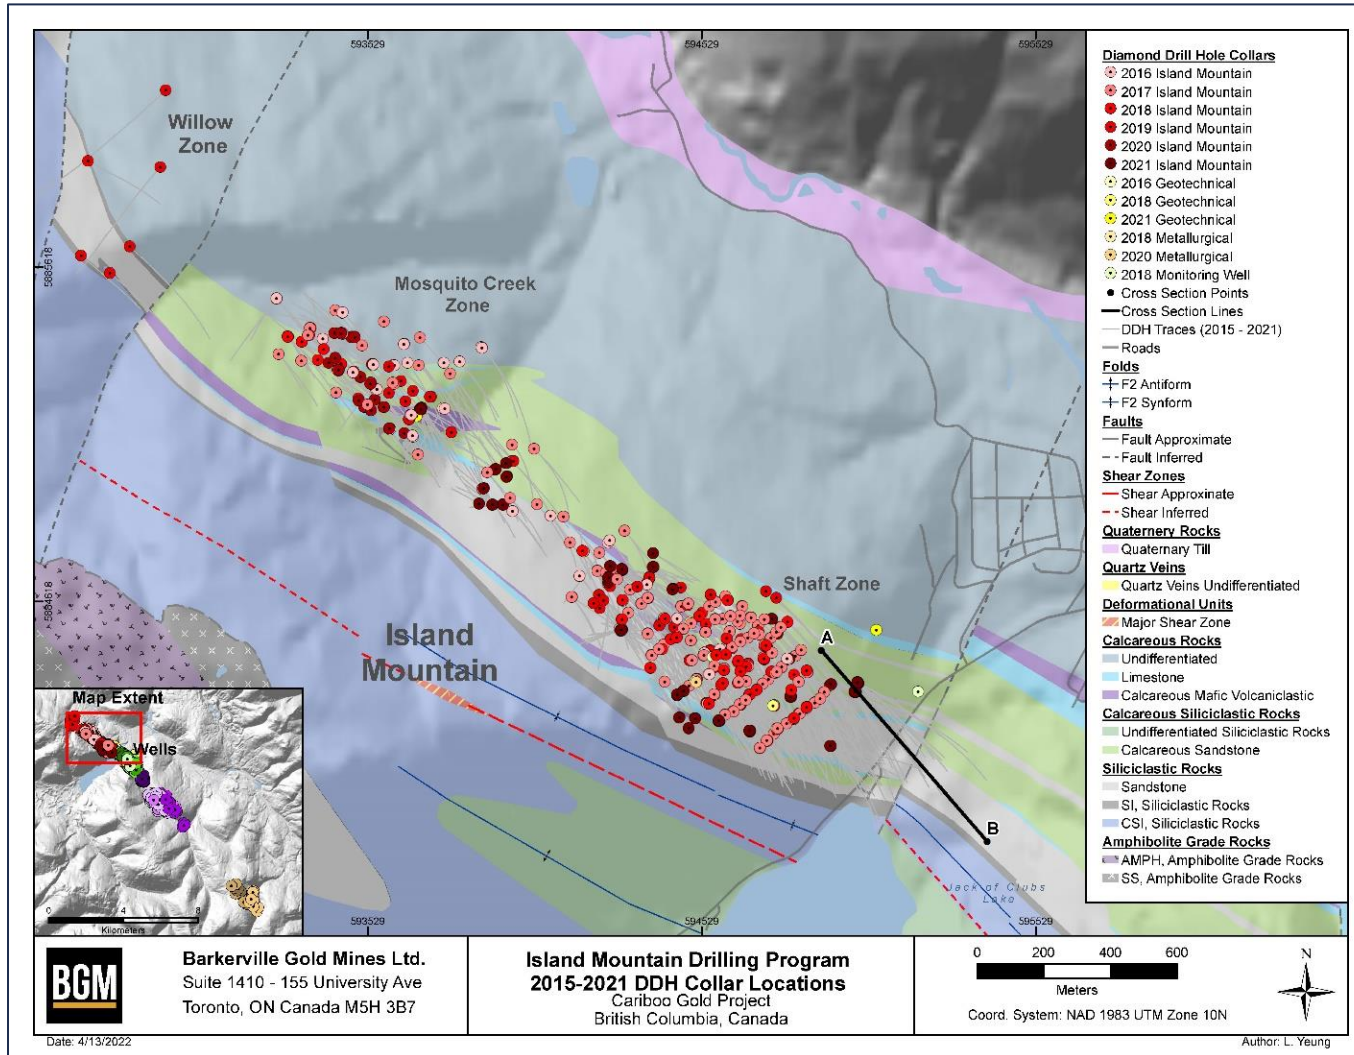 593529
594529
595529
5885618
5884618
Willow
Zone
Mosquito Creek
Zone
Shaft Zone
A
B
Island
Mountain
Jack of Clubs
Lake
593529
594529
595529
Map Extent
Wells
0
4
8
Kilometers
Diamond Drill Hole Collars
2016 Island Mountain
2017 Island Mountain
2018 Island Mountain
2019 Island Mountain
2020 Island Mountain
2021 Island Mountain
2016 Geotechnical
2018 Geotechnical
2021 Geotechnical
2018 Metallurgical
2020 Metallurgical
2018 Monitoring Well
Cross Section Points
Cross Section Lines
DDH Traces (2015 - 2021)
Roads
Folds
F2 Antiform
F2 Synform
Faults
Fault Approximate
Fault Inferred
Shear Zones
Shear Approximate
Shear Inferred
Quaternery Rocks
Quaternary Till
Quartz Veins
Quartz Veins Undifferentiated
Deformational Units
Major Shear Zone
Calcareous Rocks
Undifferentiated
Limestone
Calcareous Mafic Volcaniclastic
Calcareous Siliciclastic Rocks
Undifferentiated Siliciclastic Rocks
Calcareous Sandstone
Siliciclastic Rocks
Sandstone
SI, Siliciclastic Rocks
CSI, Siliciclastic Rocks
Amphibolite Grade Rocks
AMPH, Amphibolite Grade Rocks
SS, Amphibolite Grade Rocks
BGM
Barkerville Gold Mines Ltd.
Suite 1410 - 155 University Ave
Toronto, ON Canada M5H 3B7
Island Mountain Drilling Program
2015-2021 DDH Collar Locations
Cariboo Gold Project
British Columbia, Canada
0 200 400 600
Meters
Coord. System: NAD 1983 UTM Zone 10N
N
Date: 4/13/2022
Author: L. Yeung